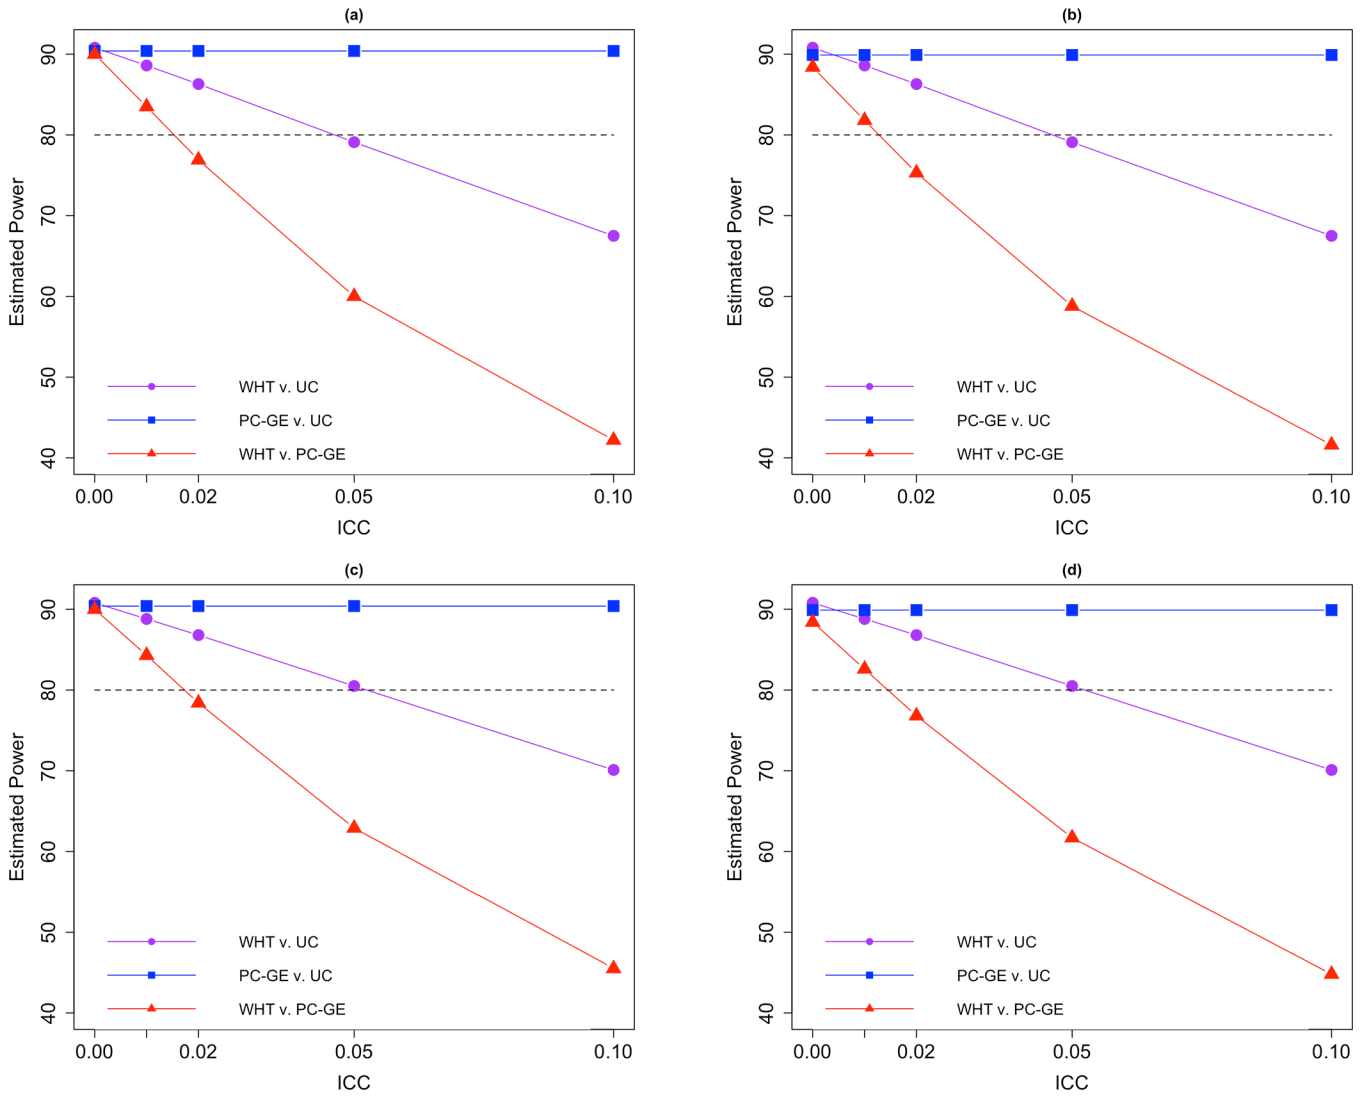 (a)
Estimated Power
90
80
70
60
50
40
WHT v. UC
PC-GE v. UC
WHT v. PC-GE
0.00 0.02 0.05 0.10
ICC
(b)
Estimated Power
90
80
70
60
50
40
WHT v. UC
PC-GE v. UC
WHT v. PC-GE
0.00 0.02 0.05 0.10
ICC
(c)
Estimated Power
90
80
70
60
50
40
WHT v. UC
PC-GE v. UC
WHT v. PC-GE
0.00 0.02 0.05 0.10
ICC
(d)
Estimated Power
90
80
70
60
50
40
WHT v. UC
PC-GE v. UC
WHT v. PC-GE
0.00 0.02 0.05 0.10
ICC